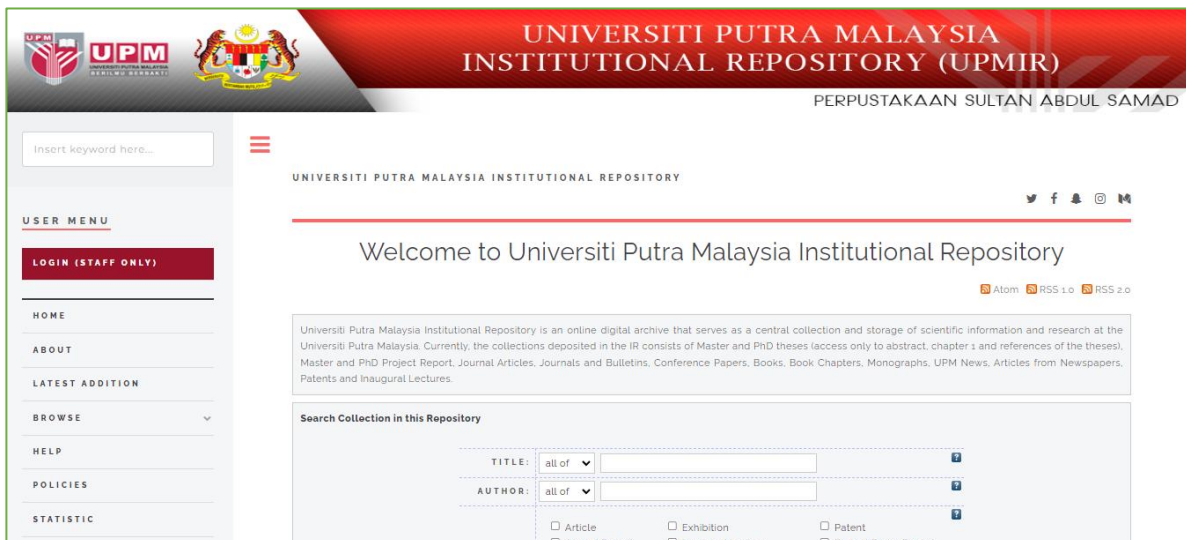 UPM
UPM
UNIVERSITI PUTRA MALAYSIA
BERILMU BERBAKTI
UNIVERSITI PUTRA MALAYSIA
INSTITUTIONAL REPOSITORY (UPMIR)
PERPUSTAKAAN SULTAN ABDUL SAMAD
Insert keyword here...
UNIVERSITI PUTRA MALAYSIA INSTITUTIONAL REPOSITORY
USER MENU
LOGIN (STAFF ONLY)
HOME
ABOUT
LATEST ADDITION
BROWSE
HELP
POLICIES
STATISTIC
Welcome to Universiti Putra Malaysia Institutional Repository
Atom RSS 1.0 RSS 2.0
Universiti Putra Malaysia Institutional Repository is an online digital archive that serves as a central collection and storage of scientific information and research at the
Universiti Putra Malaysia. Currently, the collections deposited in the IR consists of Master and PhD theses (access only to abstract, chapter 1 and references of the theses),
Master and PhD Project Report, Journal Articles, Journals and Bulletins, Conference Papers, Books, Book Chapters, Monographs, UPM News, Articles from Newspapers,
Patents and Inaugural Lectures.
Search Collection in this Repository
TITLE: all of
AUTHOR: all of
Article Exhibition Patent